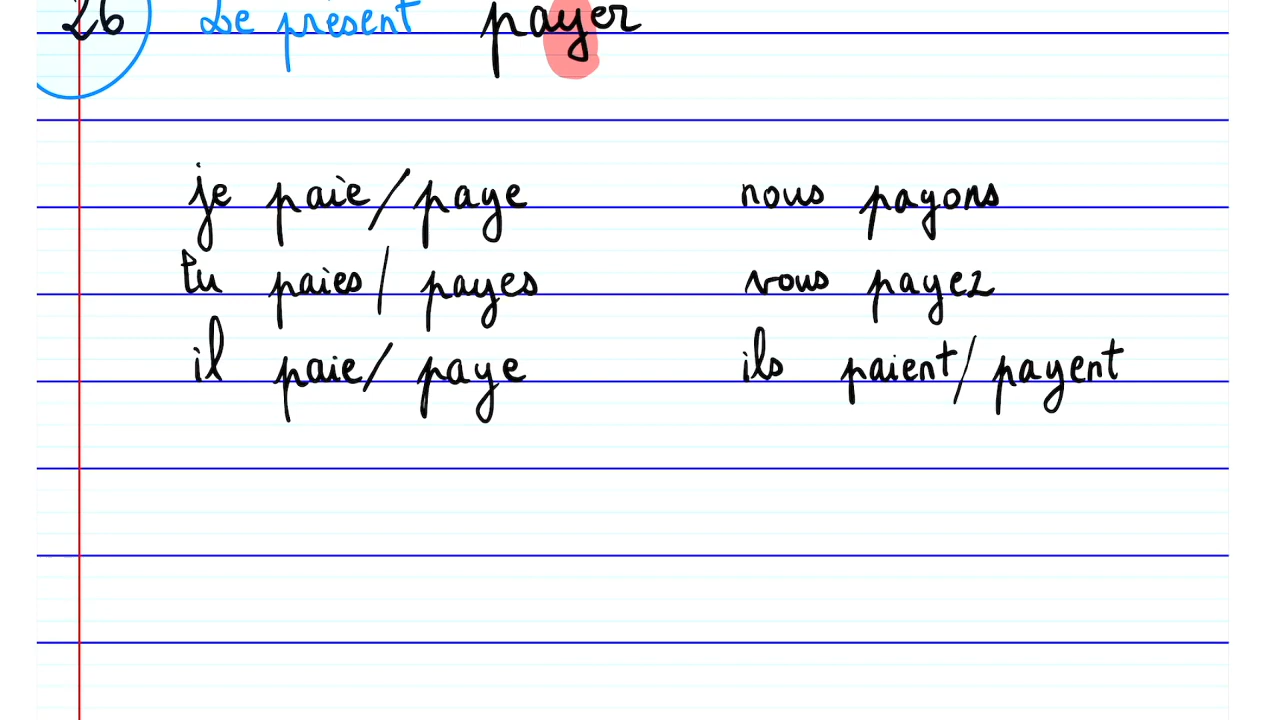 26 Le présent payer
je paie/paye nous payons
tu paies/payes vous payez
il paie/paye ils paient/payent